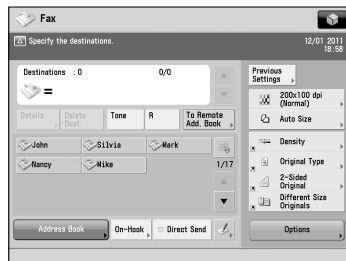 Fax
Specify the destinations.
12/01 2011
18:58
Destinations : 0 0/0
=
Details
Delete
Dest.
Tone
R
To Remote
Add. Book
John
Silvia
Mark
Nancy
Mike
1/17
Address Book
On-Hook
Direct Send
Previous
Settings
200x100 dpi
(Normal)
Auto Size
Density
Original Type
2-Sided
Original
Different Size
Originals
Options